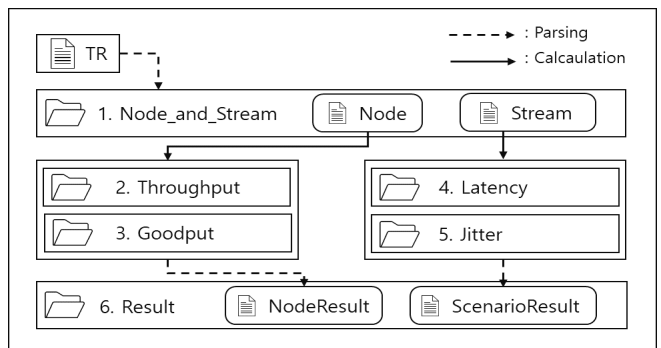 TR
: Parsing
: Calcaulation
1. Node_and_Stream
Node
Stream
2. Throughput
4. Latency
3. Goodput
5. Jitter
6. Result
NodeResult
ScenarioResult